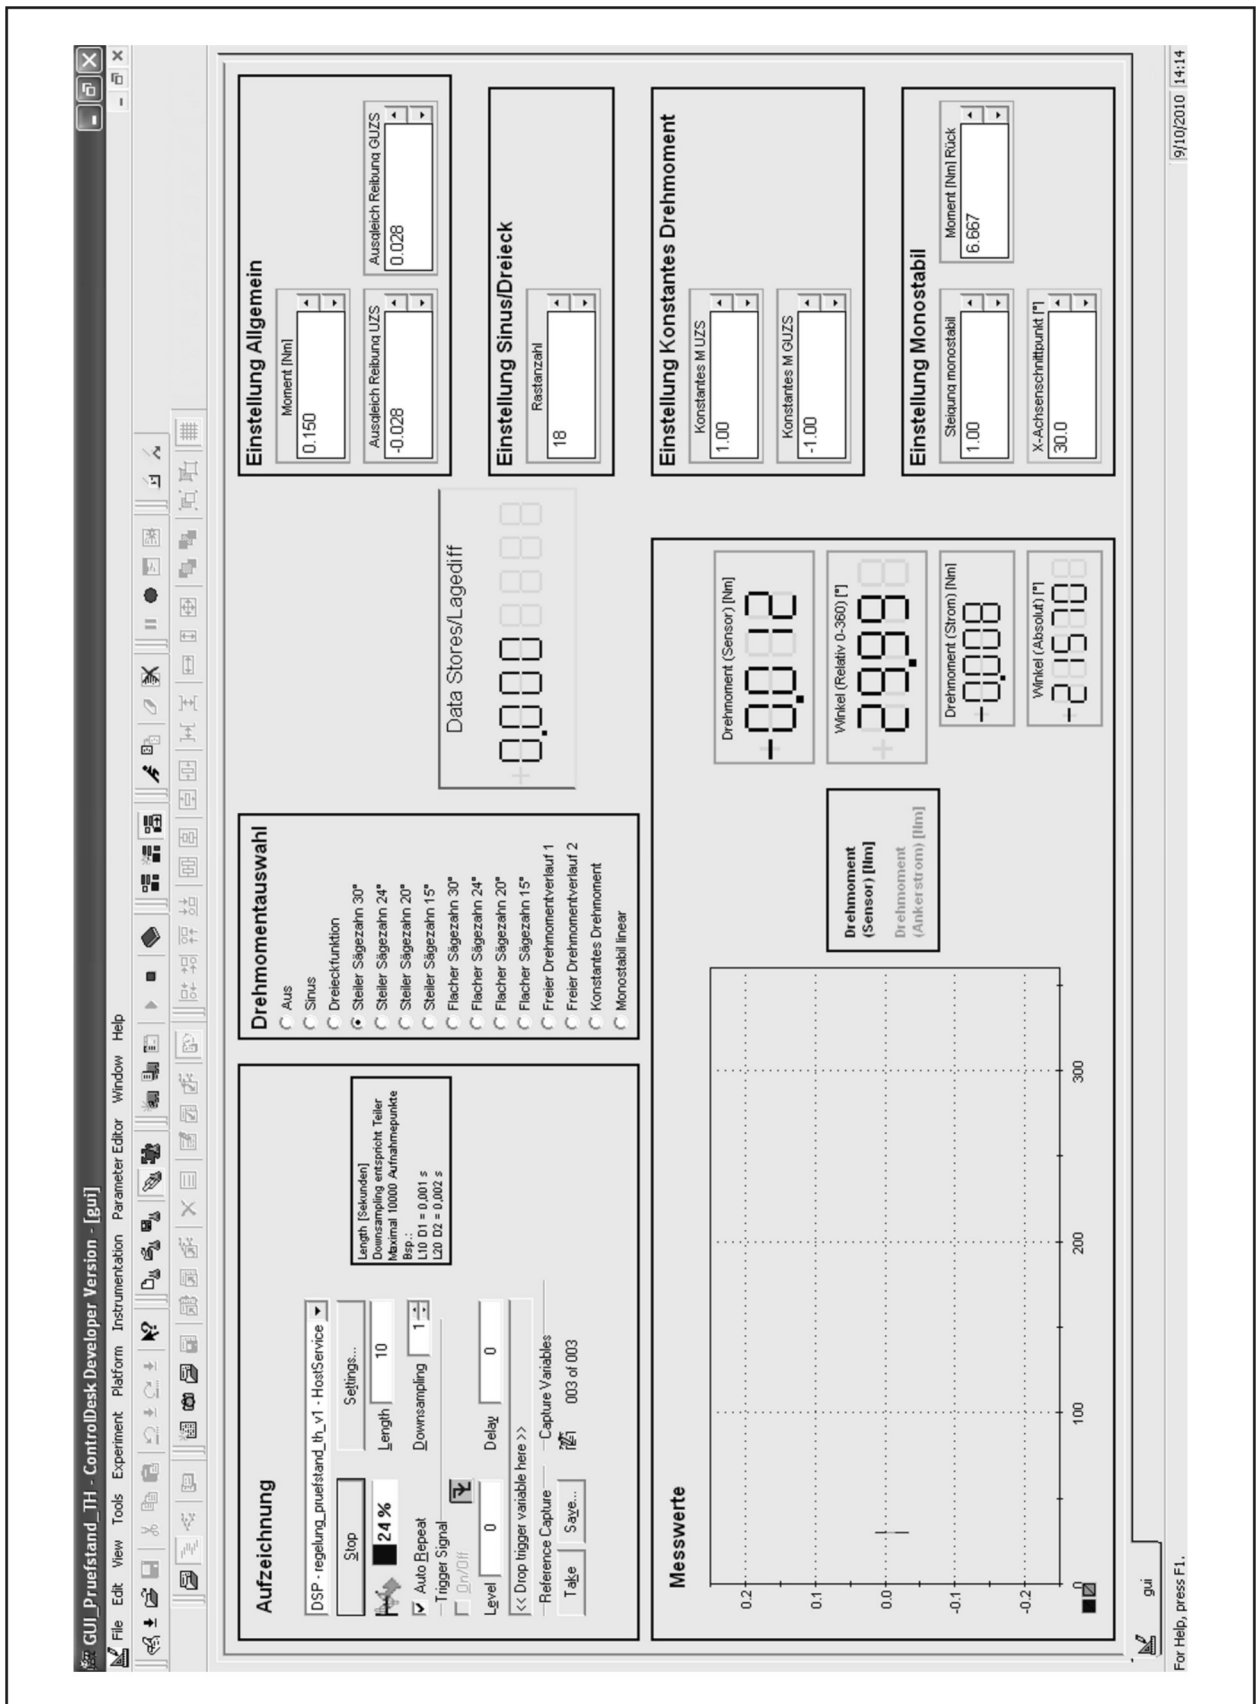 GUI_Pruefstand_TH - ControlDesk Developer Version - [gui]
File Edit View Tools Experiment Platform Instrumentation Parameter Editor Window Help
Aufzeichnung
DSP - regelung_pruefstand_th_v1 - HostService
Stop
Settings...
24 %
Length
10
Auto Repeat
Downsampling
1
Trigger Signal
On/Off
Level
0
Delay
0
<< Drop trigger variable here >>
Reference Capture
Capture Variables
Take
Save...
003 of 003
Length [Sekunden]
Downsampling entspricht Teiler
Maximal 10000 Aufnahmepunkte
Bsp.:
L10 D1 = 0,001 s
L20 D2 = 0,002 s
Drehmomentauswahl
Aus
Sinus
Dreieckfunktion
Steiler Sägezahn 30°
Steiler Sägezahn 24°
Steiler Sägezahn 20°
Steiler Sägezahn 15°
Flacher Sägezahn 30°
Flacher Sägezahn 24°
Flacher Sägezahn 20°
Flacher Sägezahn 15°
Freier Drehmomentverlauf 1
Freier Drehmomentverlauf 2
Konstantes Drehmoment
Monostabil linear
Data Stores/Lagediff
0.000
Einstellung Allgemein
Moment [Nm]
0.150
Ausgleich Reibung UZS
-0.028
Ausgleich Reibung GUZS
0.028
Einstellung Sinus/Dreieck
Rastanzahl
18
Einstellung Konstantes Drehmoment
Konstantes M UZS
1.00
Konstantes M GUZS
-1.00
Einstellung Monostabil
Steigung monostabil
1.00
Moment [Nm] Rück
6.667
X-Achsenschnittpunkt [°]
30.0
Messwerte
0.2
0.1
0.0
-0.1
-0.2
0
100
200
300
Drehmoment
(Sensor) [Nm]
Drehmoment
(Ankerstrom) [Nm]
Drehmoment (Sensor) [Nm]
-0.012
Winkel (Relativ 0-360) [°]
29.96
Drehmoment (Strom) [Nm]
-0.008
Winkel (Absolut) [°]
-21570
gui
For Help, press F1.
9/10/2010 14:14